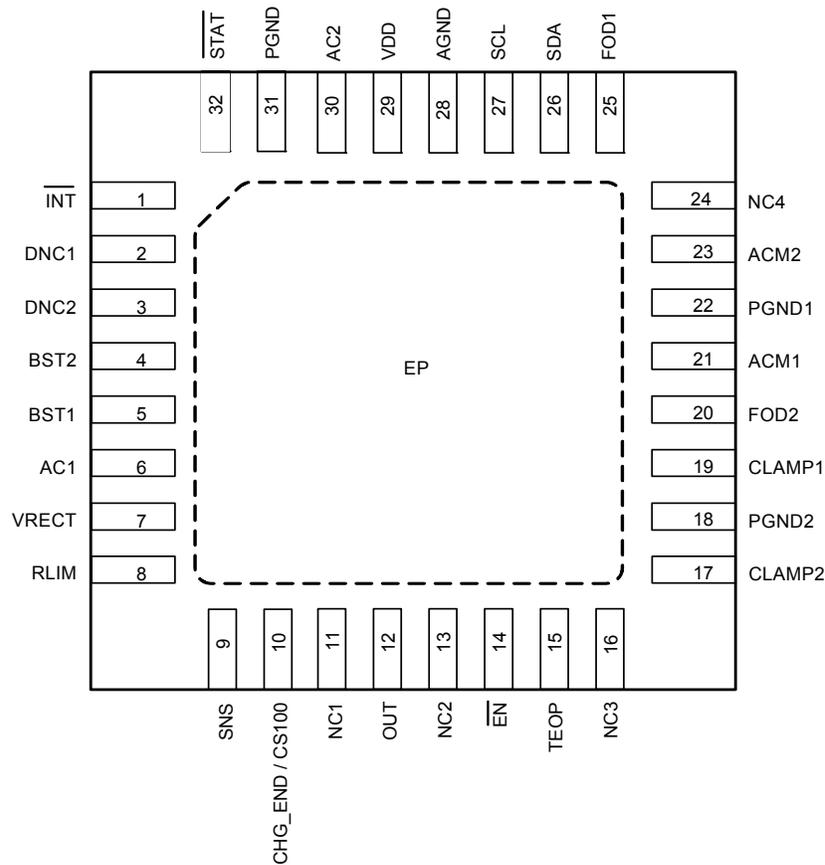 S̅T̅A̅T̅
PGND
AC2
VDD
AGND
SCL
SDA
FOD1
32
31
30
29
28
27
26
25
I̅N̅T̅ 1
DNC1 2
DNC2 3
BST2 4
BST1 5
AC1 6
VRECT 7
RLIM 8
EP
24 NC4
23 ACM2
22 PGND1
21 ACM1
20 FOD2
19 CLAMP1
18 PGND2
17 CLAMP2
9
10
11
12
13
14
15
16
SNS
CHG_END / CS100
NC1
OUT
NC2
E̅N̅
TEOP
NC3